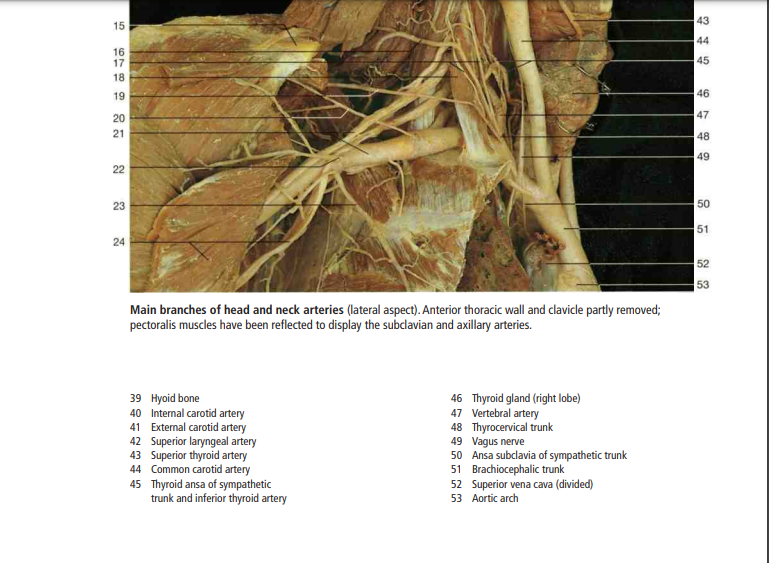 15
16
17
18
19
20
21
22
23
24
43
44
45
46
47
48
49
50
51
52
53
Main branches of head and neck arteries (lateral aspect). Anterior thoracic wall and clavicle partly removed;
pectoralis muscles have been reflected to display the subclavian and axillary arteries.
39 Hyoid bone
40 Internal carotid artery
41 External carotid artery
42 Superior laryngeal artery
43 Superior thyroid artery
44 Common carotid artery
45 Thyroid ansa of sympathetic
trunk and inferior thyroid artery
46 Thyroid gland (right lobe)
47 Vertebral artery
48 Thyrocervical trunk
49 Vagus nerve
50 Ansa subclavia of sympathetic trunk
51 Brachiocephalic trunk
52 Superior vena cava (divided)
53 Aortic arch